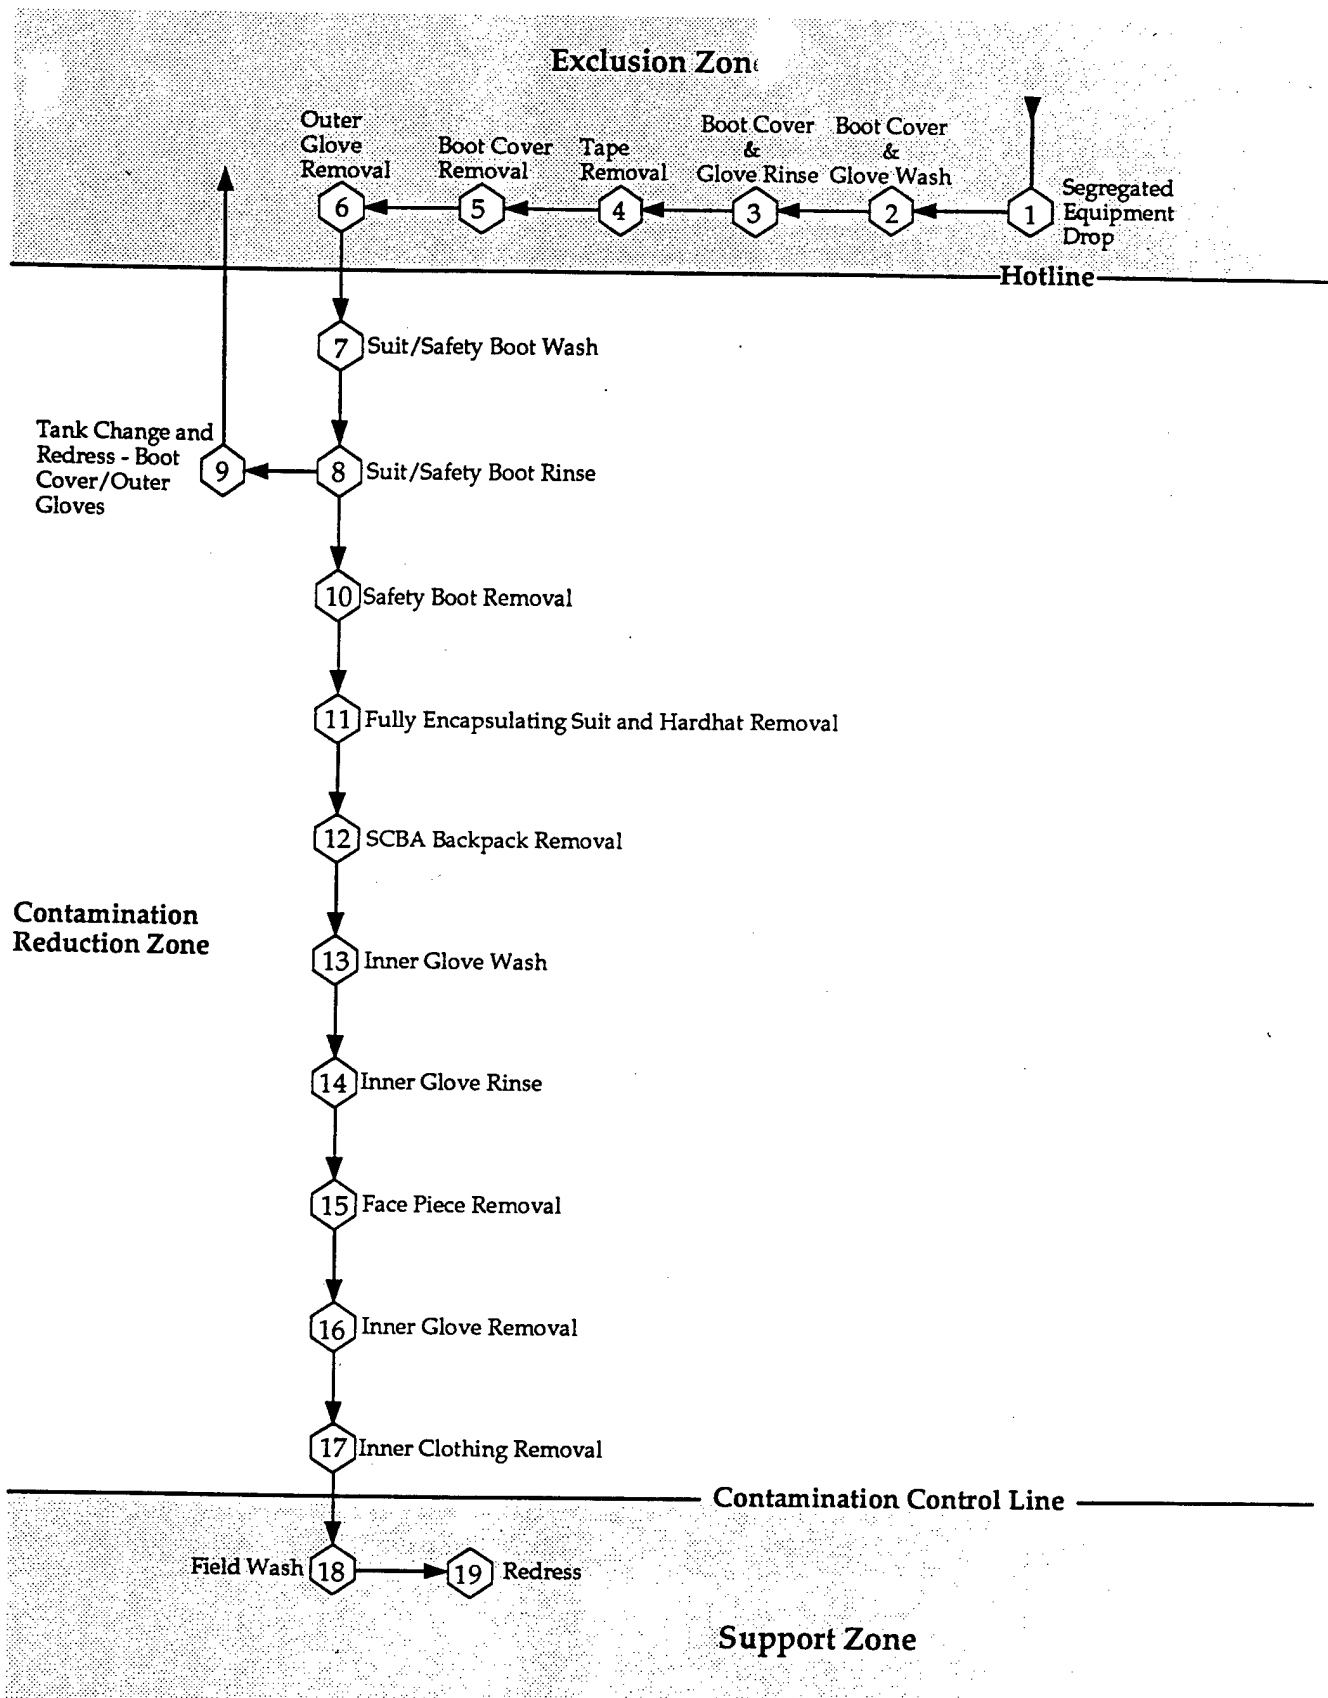 Exclusion Zone
Outer
Glove
Removal
6
Boot Cover
Removal
5
Tape
Removal
4
Boot Cover
&
Glove Rinse
3
Boot Cover
&
Glove Wash
2
1
Segregated
Equipment
Drop
Hotline
7 Suit/Safety Boot Wash
Tank Change and
Redress - Boot
Cover/Outer
Gloves
9
8 Suit/Safety Boot Rinse
10 Safety Boot Removal
11 Fully Encapsulating Suit and Hardhat Removal
12 SCBA Backpack Removal
Contamination
Reduction Zone
13 Inner Glove Wash
14 Inner Glove Rinse
15 Face Piece Removal
16 Inner Glove Removal
17 Inner Clothing Removal
Contamination Control Line
Field Wash 18
19 Redress
Support Zone